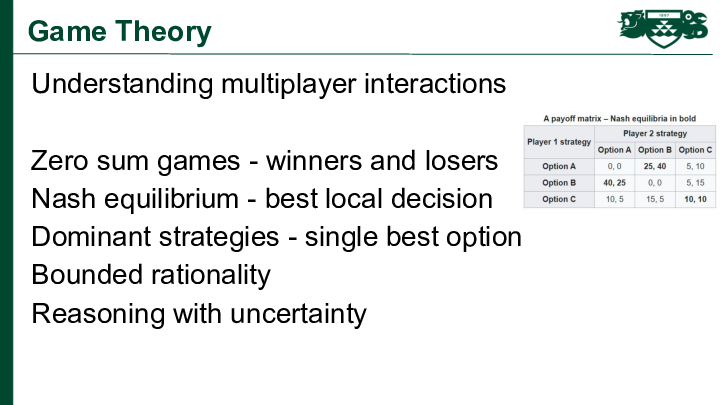 Game Theory
Understanding multiplayer interactions
Zero sum games - winners and losers
Nash equilibrium - best local decision
Dominant strategies - single best option
Bounded rationality
Reasoning with uncertainty
A payoff matrix – Nash equilibria in bold
Player 1 strategy Player 2 strategy
Option A Option B Option C
Option A 0, 0 25, 40 5, 10
Option B 40, 25 0, 0 5, 15
Option C 10, 5 15, 5 10, 10